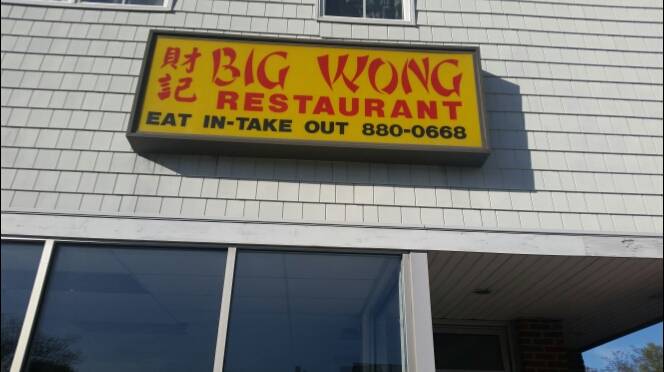 財記
BIG WONG
RESTAURANT
EAT IN-TAKE OUT 880-0668